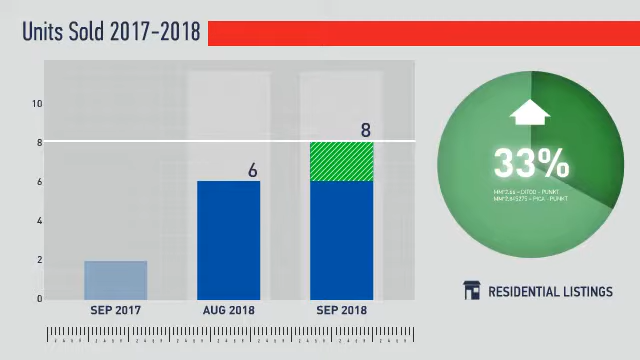 Units Sold 2017-2018
10
8
6
4
2
0
6
8
SEP 2017
AUG 2018
SEP 2018
33%
RESIDENTIAL LISTINGS